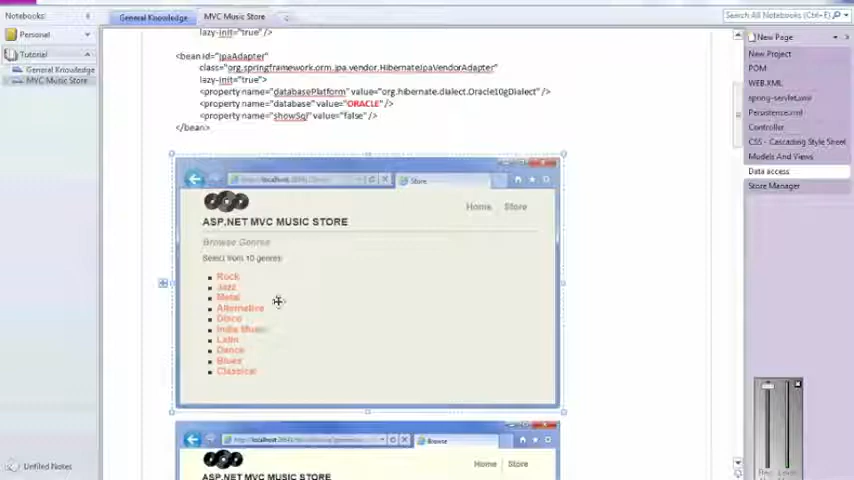 Notebooks:
General Knowledge
MVC Music Store
Search All Notebooks (Ctrl+E)
Personal
Tutorial
General Knowledge
MVC Music Store
Unfiled Notes
lazy-init="true"/>
<bean id="jpaAdapter"
class="org.springframework.orm.jpa.vendor.HibernateJpaVendorAdapter"
lazy-init="true">
<property name="databasePlatform" value="org.hibernate.dialect.Oracle10gDialect"/>
<property name="database" value="ORACLE"/>
<property name="showSql" value="false"/>
</bean>
Store
Home Store
ASP.NET MVC MUSIC STORE
Browse Genres
Select from 10 genres:
Rock
Jazz
Metal
Alternative
Disco
Indie Music
Latin
Dance
Blues
Classical
Browse
Home Store
ASP.NET MVC MUSIC STORE
New Page
New Project
POM
WEB.XML
spring-servlet.xml
Persistence.xml
Controller
CSS - Cascading Style Sheet
Models And Views
Data access
Store Manager